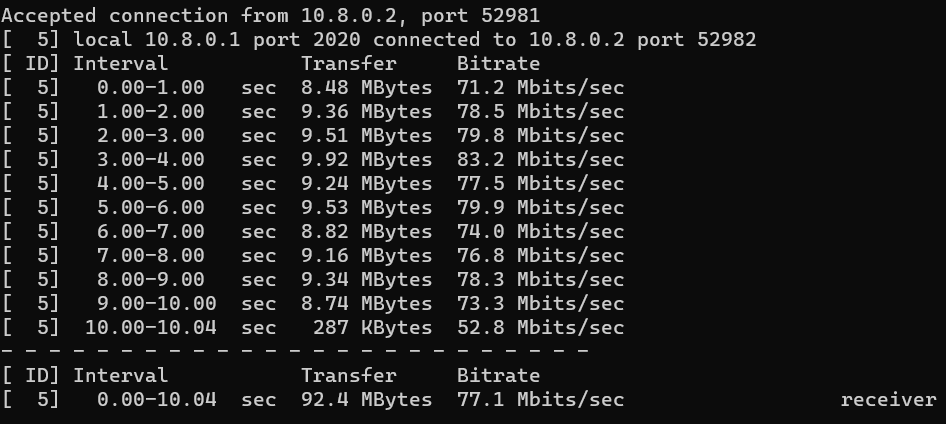 Accepted connection from 10.8.0.2, port 52981
[  5] local 10.8.0.1 port 2020 connected to 10.8.0.2 port 52982
[ ID] Interval           Transfer     Bitrate
[  5]   0.00-1.00   sec  8.48 MBytes  71.2 Mbits/sec
[  5]   1.00-2.00   sec  9.36 MBytes  78.5 Mbits/sec
[  5]   2.00-3.00   sec  9.51 MBytes  79.8 Mbits/sec
[  5]   3.00-4.00   sec  9.92 MBytes  83.2 Mbits/sec
[  5]   4.00-5.00   sec  9.24 MBytes  77.5 Mbits/sec
[  5]   5.00-6.00   sec  9.53 MBytes  79.9 Mbits/sec
[  5]   6.00-7.00   sec  8.82 MBytes  74.0 Mbits/sec
[  5]   7.00-8.00   sec  9.16 MBytes  76.8 Mbits/sec
[  5]   8.00-9.00   sec  9.34 MBytes  78.3 Mbits/sec
[  5]   9.00-10.00  sec  8.74 MBytes  73.3 Mbits/sec
[  5]  10.00-10.04  sec   287 KBytes  52.8 Mbits/sec
- - - - - - - - - - - - - - - - - - - - - - - - -
[ ID] Interval           Transfer     Bitrate
[  5]   0.00-10.04  sec  92.4 MBytes  77.1 Mbits/sec                  receiver